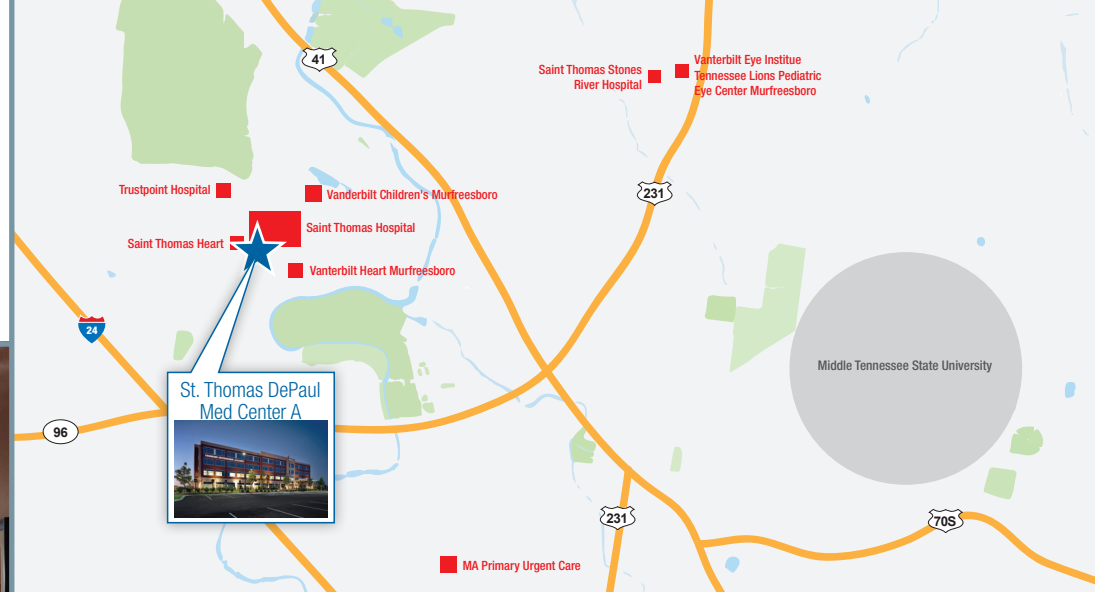 41
Saint Thomas Stones
River Hospital
Vanterbilt Eye Institue
Tennessee Lions Pediatric
Eye Center Murfreesboro
Trustpoint Hospital
Vanderbilt Children's Murfreesboro
231
Saint Thomas Hospital
Saint Thomas Heart
Vanterbilt Heart Murfreesboro
24
Middle Tennessee State University
St. Thomas DePaul
Med Center A
96
231
70S
MA Primary Urgent Care